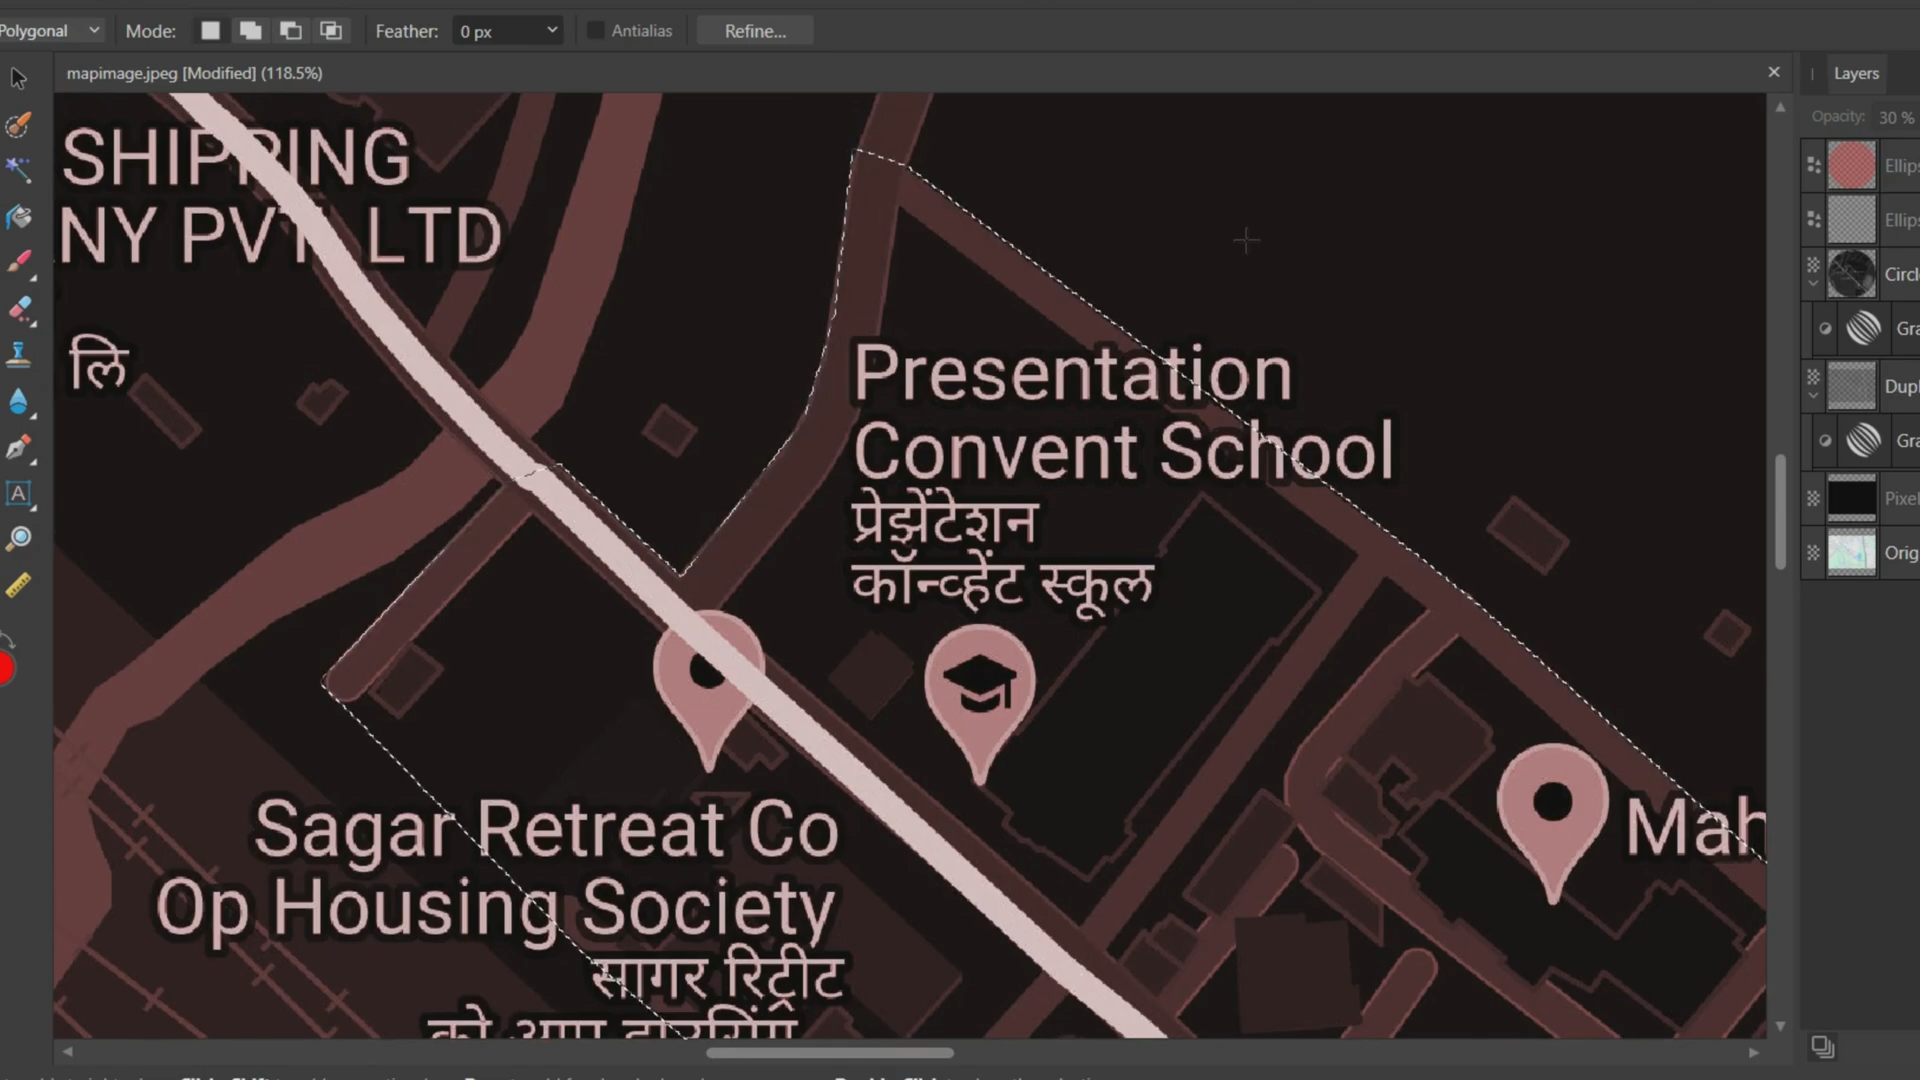 Polygonal
Mode:
Feather:
0 px
Antialias
Refine...
mapimage.jpeg [Modified] (118.5%)
Layers
Opacity:
30 %
SHIPPING
NY PVT. LTD
लि
Presentation
Convent School
प्रेझेंटेशन
कॉन्व्हेंट स्कूल
Sagar Retreat Co
Op Housing Society
सागर रिट्रीट
Mah
Ellips
Ellips
Circl
Gra
Dupl
Gra
Pixel
Orig
A